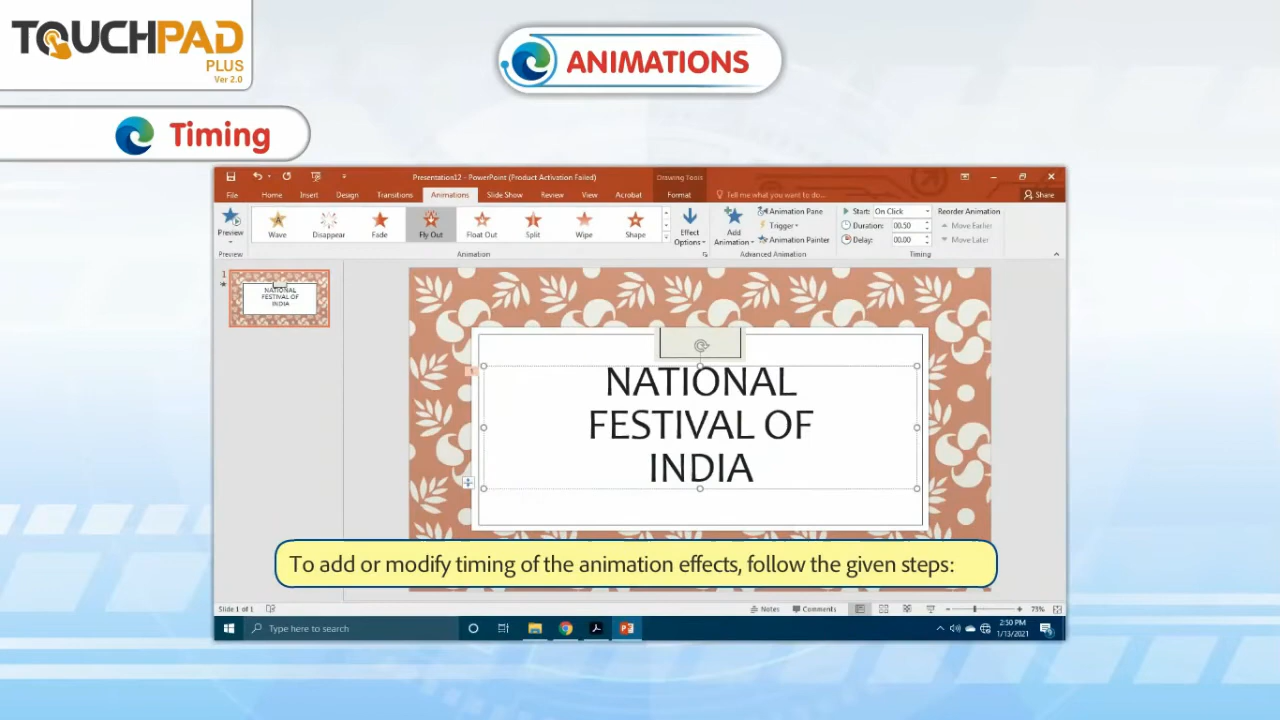 TOUCHPAD
PLUS
Ver 2.0
ANIMATIONS
Timing
Presentation12 - PowerPoint (Product Activation Failed)
Drawing Tools
File Home Insert Design Transitions Animations Slide Show Review View Acrobat Format Tell me what you want to do... Share
Preview
Wave Disappear Fade Fly Out Float Out Split Wipe Shape
Effect Options
Add Animation
Animation Pane
Trigger
Animation Painter
Start: On Click
Duration: 00.50
Delay: 00.00
Reorder Animation
Move Earlier
Move Later
Preview Animation Advanced Animation Timing
1
NATIONAL
FESTIVAL OF
INDIA
1
NATIONAL
FESTIVAL OF
INDIA
To add or modify timing of the animation effects, follow the given steps:
Slide 1 of 1 Notes Comments 75%
Type here to search
2:50 PM
1/13/2021